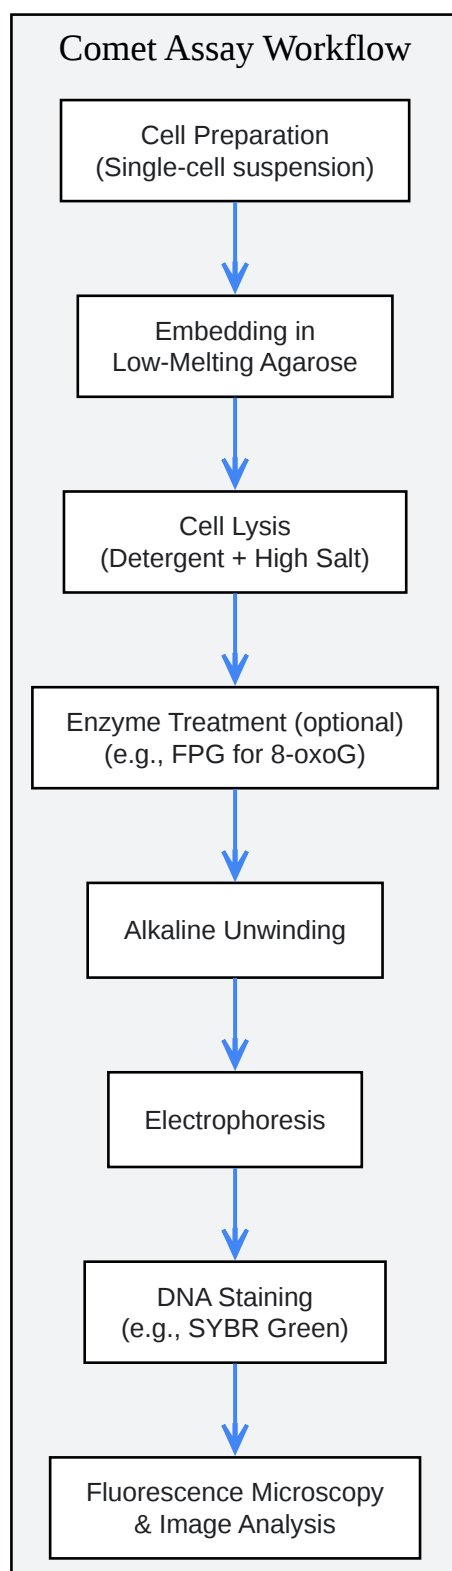 Comet Assay Workflow
Cell Preparation
(Single-cell suspension)
Embedding in
Low-Melting Agarose
Cell Lysis
(Detergent + High Salt)
Enzyme Treatment (optional)
(e.g., FPG for 8-oxoG)
Alkaline Unwinding
Electrophoresis
DNA Staining
(e.g., SYBR Green)
Fluorescence Microscopy
& Image Analysis